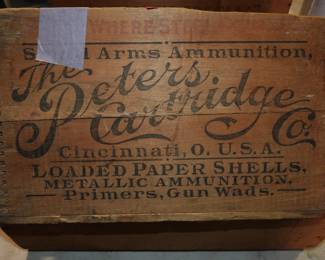 Small Arms Ammunition,
The
Peters
Cartridge
Co.
Cincinnati, O. U.S.A.
LOADED PAPER SHELLS,
METALLIC AMMUNITION,
Primers, Gun Wads.